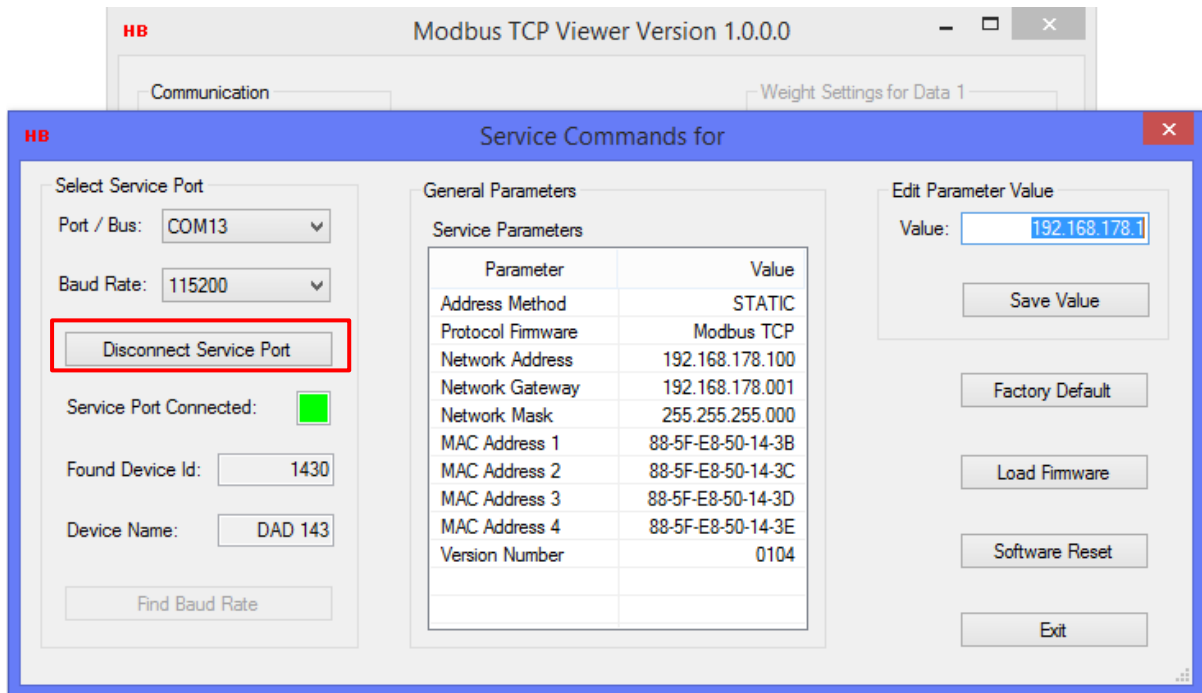 HB Modbus TCP Viewer Version 1.0.0.0
Communication
Weight Settings for Data 1
HB Service Commands for
Select Service Port
Port / Bus: COM13
Baud Rate: 115200
Disconnect Service Port
Service Port Connected:
Found Device Id: 1430
Device Name: DAD 143
Find Baud Rate
General Parameters
Service Parameters
Parameter Value
Address Method STATIC
Protocol Firmware Modbus TCP
Network Address 192.168.178.100
Network Gateway 192.168.178.001
Network Mask 255.255.255.000
MAC Address 1 88-5F-E8-50-14-3B
MAC Address 2 88-5F-E8-50-14-3C
MAC Address 3 88-5F-E8-50-14-3D
MAC Address 4 88-5F-E8-50-14-3E
Version Number 0104
Edit Parameter Value
Value: 192.168.178.1
Save Value
Factory Default
Load Firmware
Software Reset
Exit